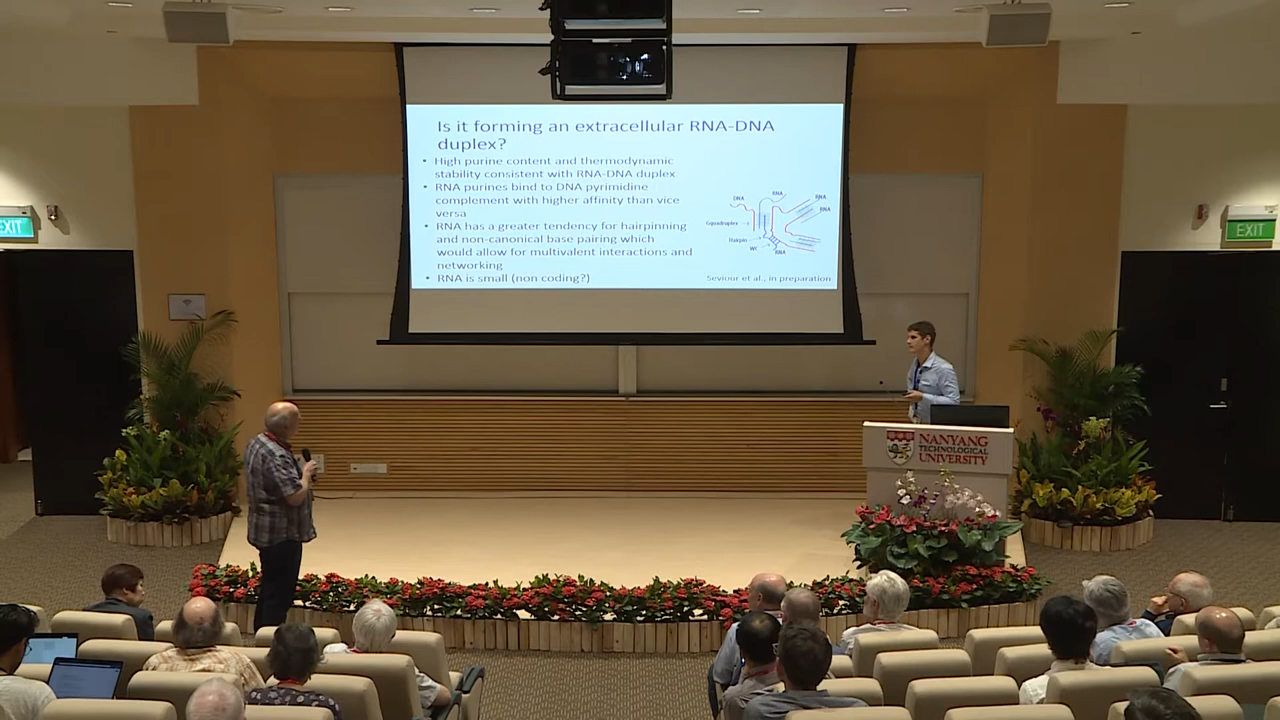 Is it forming an extracellular RNA-DNA
duplex?
• High purine content and thermodynamic
stability consistent with RNA-DNA duplex
• RNA purines bind to DNA pyrimidine
complement with higher affinity than vice
versa
• RNA has a greater tendency for hairpinning
and non-canonical base pairing which
would allow for multivalent interactions and
networking
• RNA is small (non coding?)
DNA
RNA
RNA
RNA
Gquadruplex
Hairpin
WC
RNA
Seviour et al., in preparation
EXIT
EXIT
NANYANG
TECHNOLOGICAL
UNIVERSITY